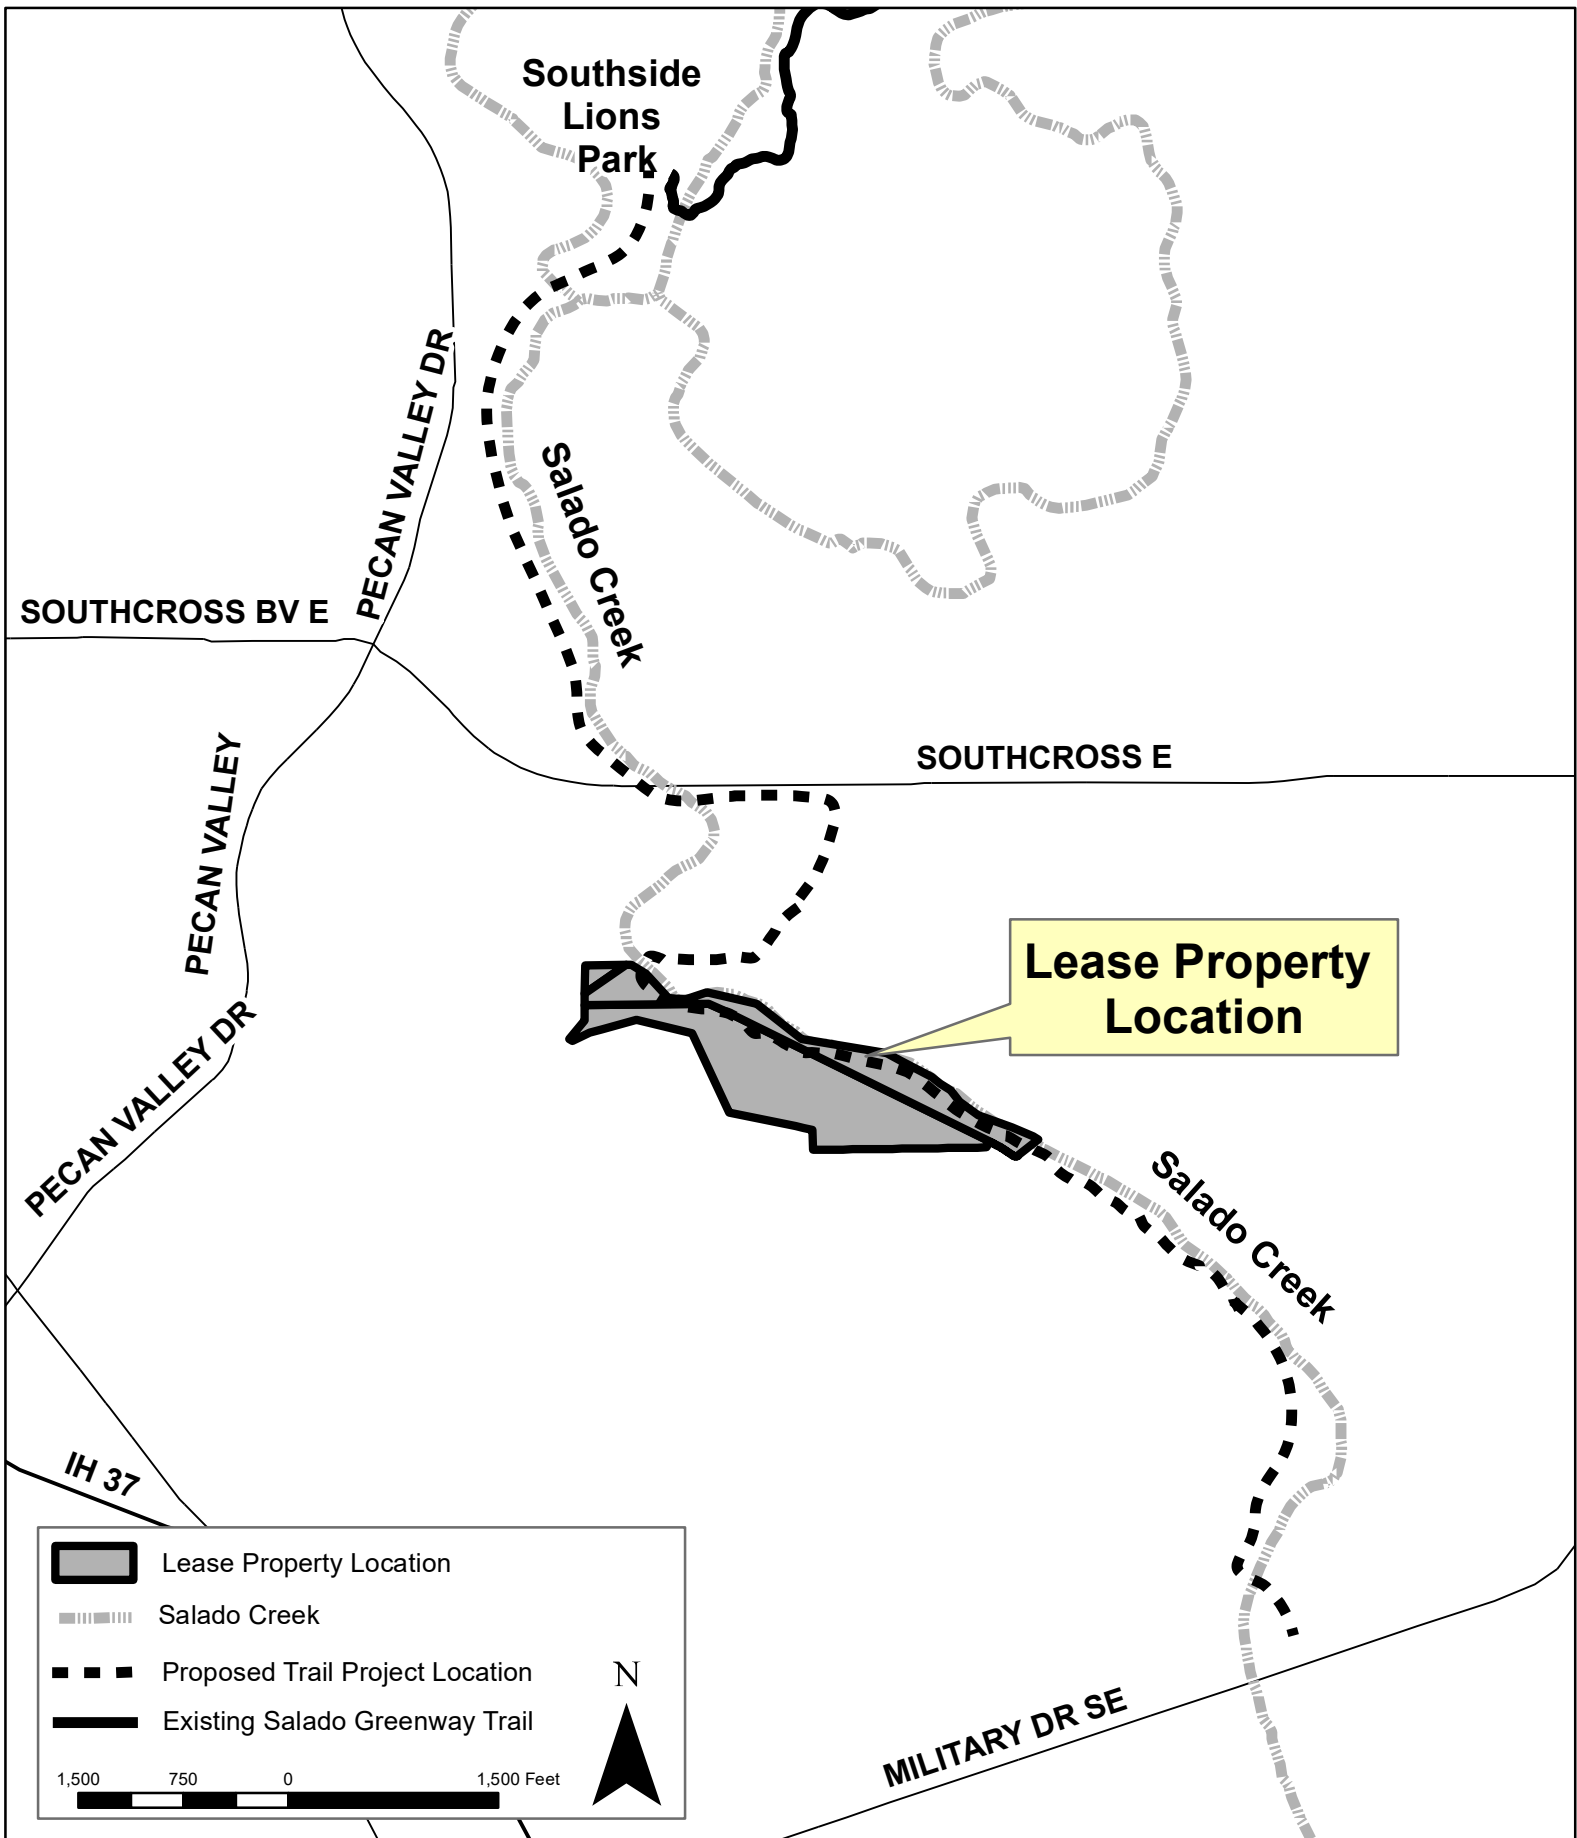 Southside
Lions
Park
PECAN VALLEY DR
Salado Creek
SOUTHCROSS BV E
SOUTHCROSS E
PECAN VALLEY
Lease Property
Location
PECAN VALLEY DR
Salado Creek
IH 37
Lease Property Location
Salado Creek
Proposed Trail Project Location
Existing Salado Greenway Trail
N
1,500 750 0 1,500 Feet
MILITARY DR SE